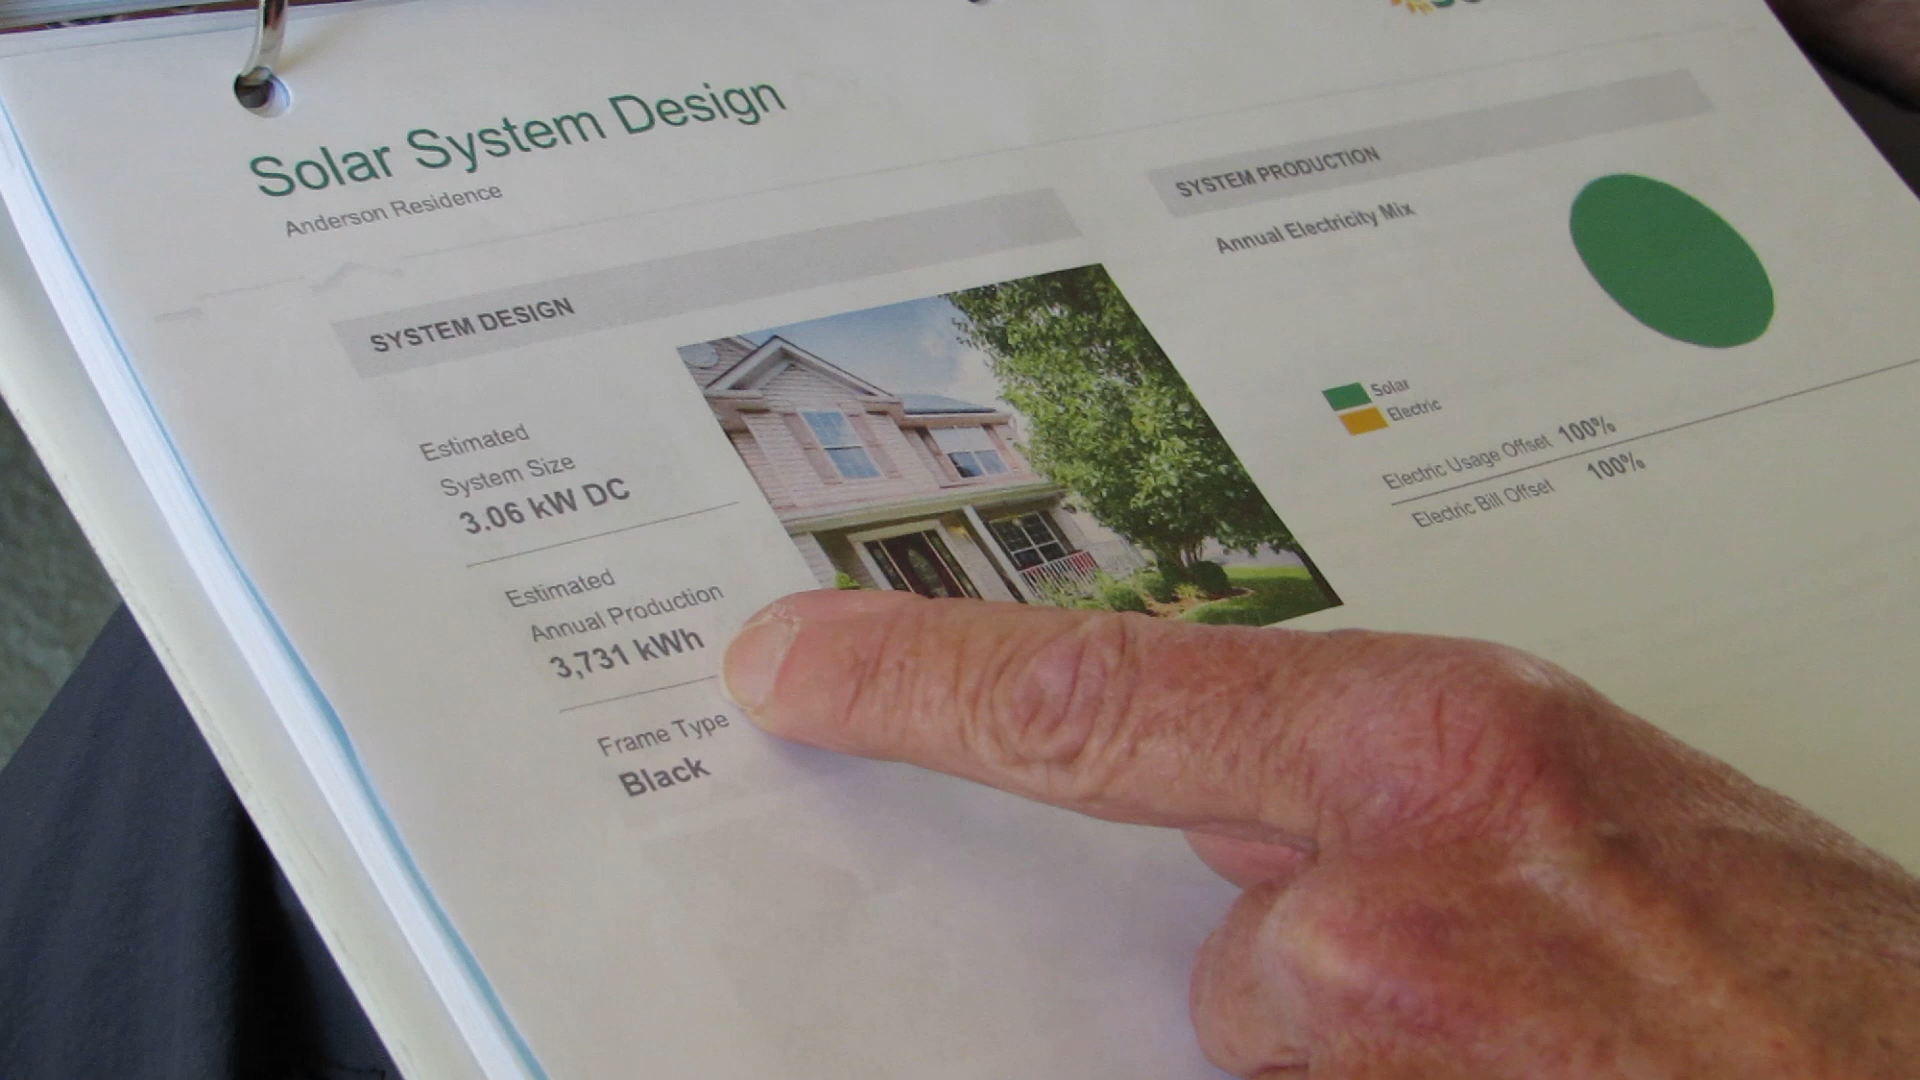 Solar System Design
Anderson Residence
SYSTEM DESIGN
Estimated
System Size
3.06 kW DC
Estimated
Annual Production
3,731 kWh
Frame Type
Black
SYSTEM PRODUCTION
Annual Electricity Mix
Solar
Electric
Electric Usage Offset 100%
Electric Bill Offset 100%